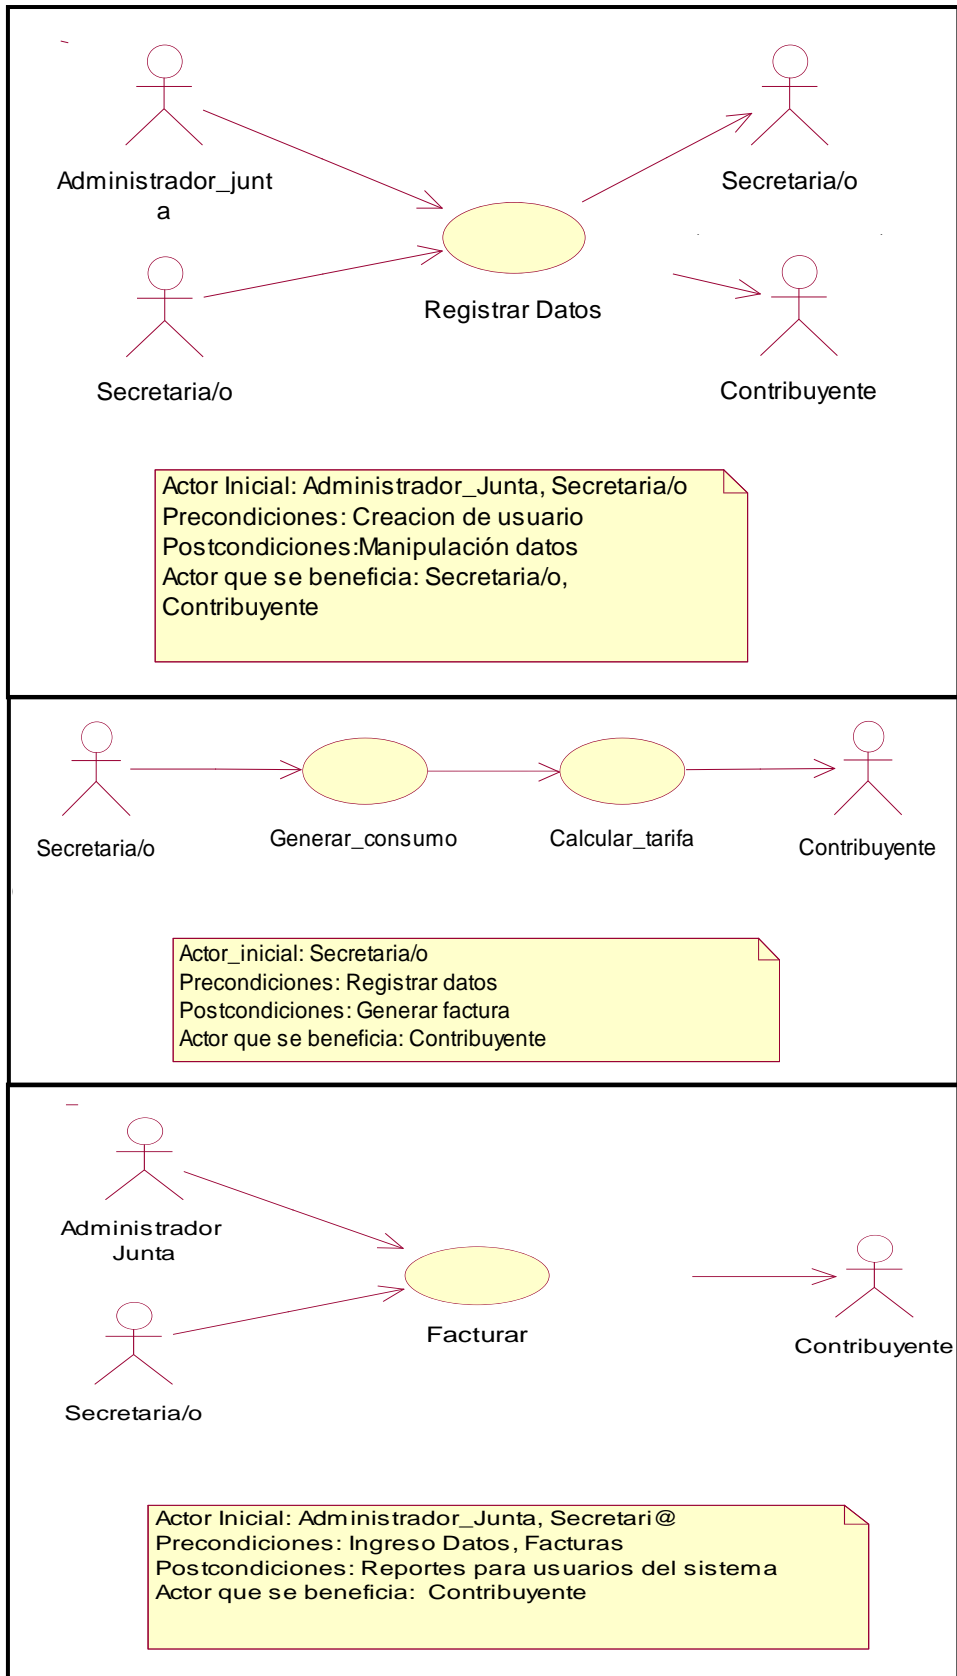 Administrador_junt
a
Secretaria/o
Registrar Datos
Secretaria/o
Contribuyente
Actor Inicial: Administrador_Junta, Secretaria/o
Precondiciones: Creacion de usuario
Postcondiciones:Manipulación datos
Actor que se beneficia: Secretaria/o,
Contribuyente
Secretaria/o
Generar_consumo
Calcular_tarifa
Contribuyente
Actor_inicial: Secretaria/o
Precondiciones: Registrar datos
Postcondiciones: Generar factura
Actor que se beneficia: Contribuyente
Administrador
Junta
Facturar
Contribuyente
Secretaria/o
Actor Inicial: Administrador_Junta, Secretari@
Precondiciones: Ingreso Datos, Facturas
Postcondiciones: Reportes para usuarios del sistema
Actor que se beneficia: Contribuyente